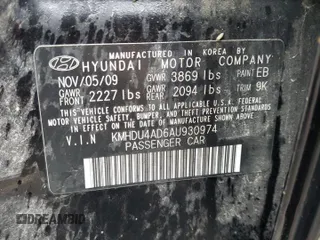 MANUFACTURED IN KOREA BY
HYUNDAI MOTOR COMPANY
NOV/05/09 GVWR 3869 lbs PAINT EB
GAWR FRONT 2227 lbs GAWR REAR 2094 lbs TRIM 9K
THIS VEHICLE CONFORMS TO ALL APPLICABLE FEDERAL
MOTOR VEHICLE SAFETY, BUMPER, AND THEFT
PREVENTION STANDARDS IN EFFECT ON THE DATE OF
MANUFACTURE SHOWN ABOVE.
V.I.N KMHDU4AD6AU930974
PASSENGER CAR
DREAMBID